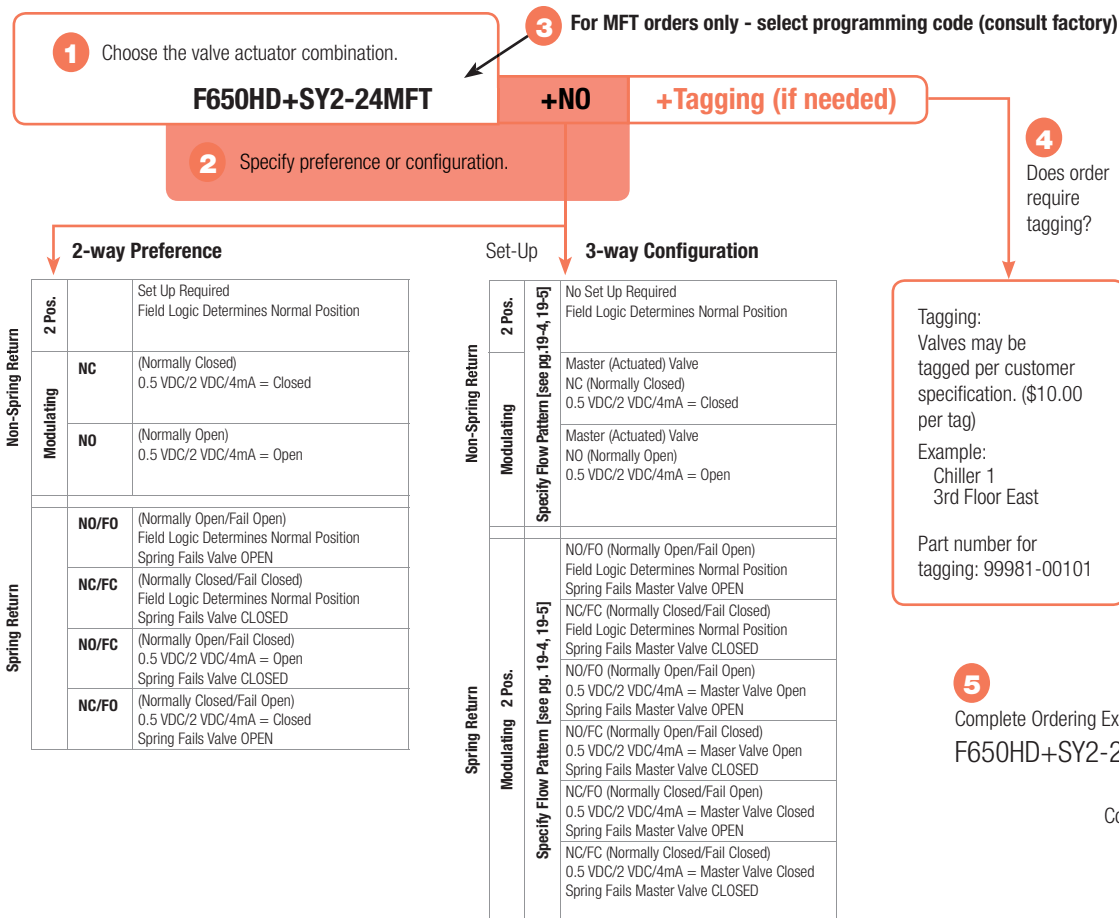 3 For MFT orders only - select programming code (consult factory)
1 Choose the valve actuator combination.
F650HD+SY2-24MFT +NO +Tagging (if needed)
2 Specify preference or configuration.
4
Does order
require
tagging?
2-way Preference
Non-Spring Return
2 Pos.
Set Up Required
Field Logic Determines Normal Position
Modulating
NC (Normally Closed)
0.5 VDC/2 VDC/4mA = Closed
NO (Normally Open)
0.5 VDC/2 VDC/4mA = Open
Spring Return
NO/FO (Normally Open/Fail Open)
Field Logic Determines Normal Position
Spring Fails Valve OPEN
NC/FC (Normally Closed/Fail Closed)
Field Logic Determines Normal Position
Spring Fails Valve CLOSED
NO/FC (Normally Open/Fail Closed)
0.5 VDC/2 VDC/4mA = Open
Spring Fails Valve CLOSED
NC/FO (Normally Closed/Fail Open)
0.5 VDC/2 VDC/4mA = Closed
Spring Fails Valve OPEN
Set-Up 3-way Configuration
Non-Spring Return
2 Pos.
Modulating
Specify Flow Pattern [see pg.19-4, 19-5]
No Set Up Required
Field Logic Determines Normal Position
Master (Actuated) Valve
NC (Normally Closed)
0.5 VDC/2 VDC/4mA = Closed
Master (Actuated) Valve
NO (Normally Open)
0.5 VDC/2 VDC/4mA = Open
Spring Return
Modulating 2 Pos.
Specify Flow Pattern [see pg. 19-4, 19-5]
NO/FO (Normally Open/Fail Open)
Field Logic Determines Normal Position
Spring Fails Master Valve OPEN
NC/FC (Normally Closed/Fail Closed)
Field Logic Determines Normal Position
Spring Fails Master Valve CLOSED
NO/FO (Normally Open/Fail Open)
0.5 VDC/2 VDC/4mA = Master Valve Open
Spring Fails Master Valve OPEN
NO/FC (Normally Open/Fail Closed)
0.5 VDC/2 VDC/4mA = Maser Valve Open
Spring Fails Master Valve CLOSED
NC/FO (Normally Closed/Fail Open)
0.5 VDC/2 VDC/4mA = Master Valve Closed
Spring Fails Master Valve OPEN
NC/FC (Normally Closed/Fail Closed)
0.5 VDC/2 VDC/4mA = Master Valve Closed
Spring Fails Master Valve CLOSED
Tagging:
Valves may be
tagged per customer
specification. ($10.00
per tag)
Example:
Chiller 1
3rd Floor East
Part number for
tagging: 99981-00101
5
Complete Ordering Ex
F650HD+SY2-2
Co